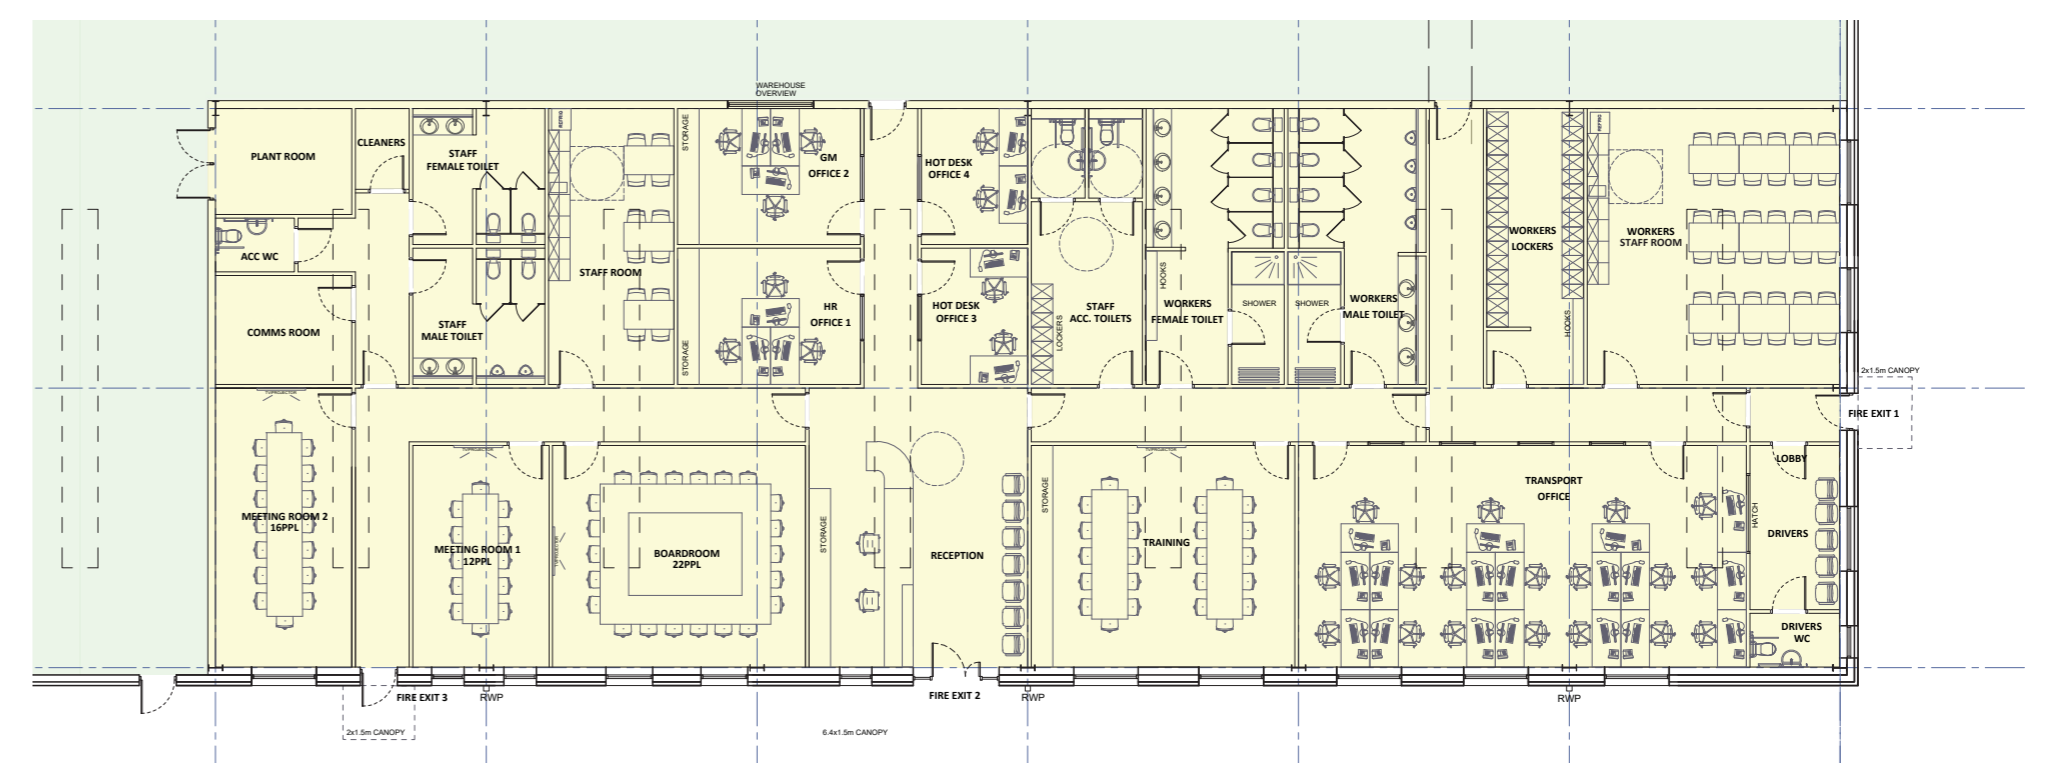 WAREHOUSE
OVERVIEW
PLANT ROOM
CLEANERS
STAFF
FEMALE TOILET
REFRIG
STORAGE
GM
OFFICE 2
HOT DESK
OFFICE 4
REFRIG
WORKERS
LOCKERS
WORKERS
STAFF ROOM
ACC WC
STAFF ROOM
HOOKS
SHOWER
SHOWER
COMMS ROOM
STAFF
MALE TOILET
STORAGE
HR
OFFICE 1
HOT DESK
OFFICE 3
LOCKERS
STAFF
ACC. TOILETS
WORKERS
FEMALE TOILET
WORKERS
MALE TOILET
HOOKS
2x1.5m CANOPY
FIRE EXIT 1
LOBBY
MEETING ROOM 2
16PPL
MEETING ROOM 1
12PPL
BOARDROOM
22PPL
STORAGE
RECEPTION
STORAGE
TRAINING
TRANSPORT
OFFICE
HATCH
DRIVERS
DRIVERS
WC
FIRE EXIT 3
RWP
FIRE EXIT 2
RWP
RWP
2x1.5m CANOPY
6.4x1.5m CANOPY